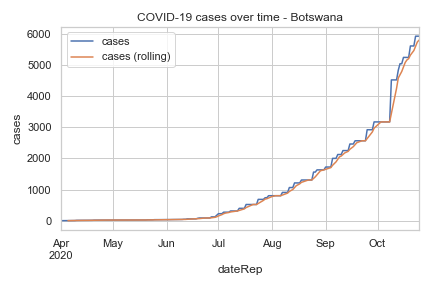 COVID-19 cases over time - Botswana
cases
cases (rolling)
6000
5000
4000
3000
2000
1000
0
cases
Apr
2020
May
Jun
Jul
Aug
Sep
Oct
dateRep